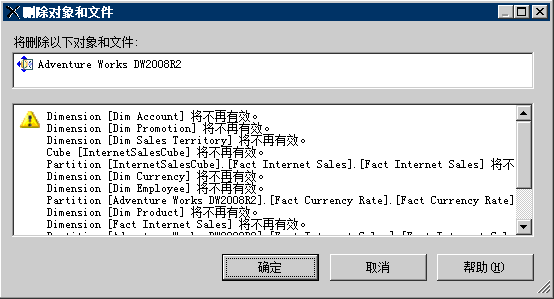 删除对象和文件
将删除以下对象和文件:
Adventure Works DW2008R2
Dimension [Dim Account] 将不再有效。
Dimension [Dim Promotion] 将不再有效。
Dimension [Dim Sales Territory] 将不再有效。
Cube [InternetSalesCube] 将不再有效。
Partition [InternetSalesCube].[Fact Internet Sales].[Fact Internet Sales] 将不
Dimension [Dim Currency] 将不再有效。
Dimension [Dim Employee] 将不再有效。
Partition [Adventure Works DW2008R2].[Fact Currency Rate].[Fact Currency Rate]
Dimension [Dim Product] 将不再有效。
Dimension [Fact Internet Sales] 将不再有效。
确定
取消
帮助(H)